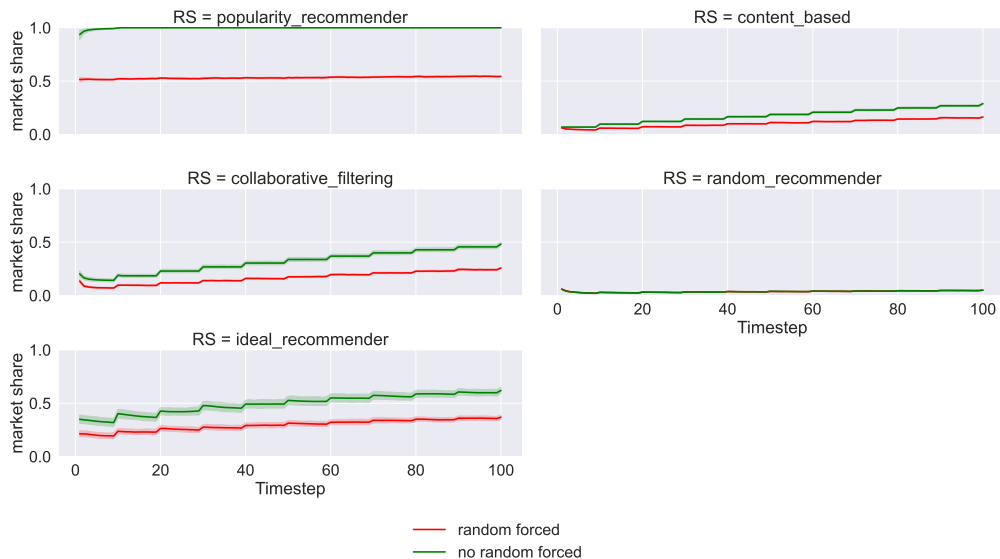 RS = popularity_recommender
RS = content_based
market share
1.0
0.5
0.0
RS = collaborative_filtering
RS = random_recommender
market share
1.0
0.5
0.0
0 20 40 60 80 100
Timestep
RS = ideal_recommender
market share
1.0
0.5
0.0
0 20 40 60 80 100
Timestep
random forced
no random forced